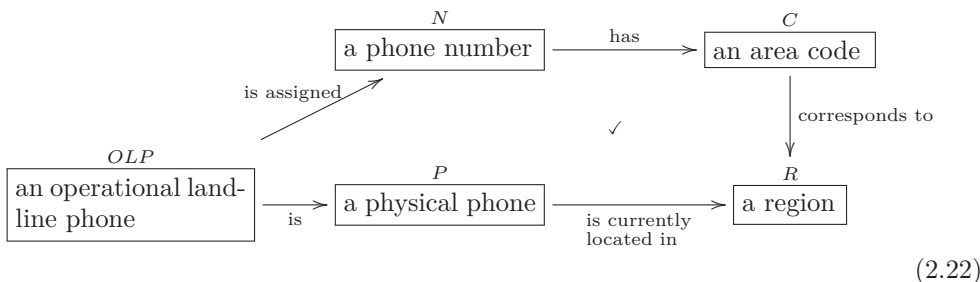 N
a phone number
has
C
an area code
is assigned
corresponds to
✓
OLP
an operational land-
line phone
is
P
a physical phone
is currently
located in
R
a region
(2.22)